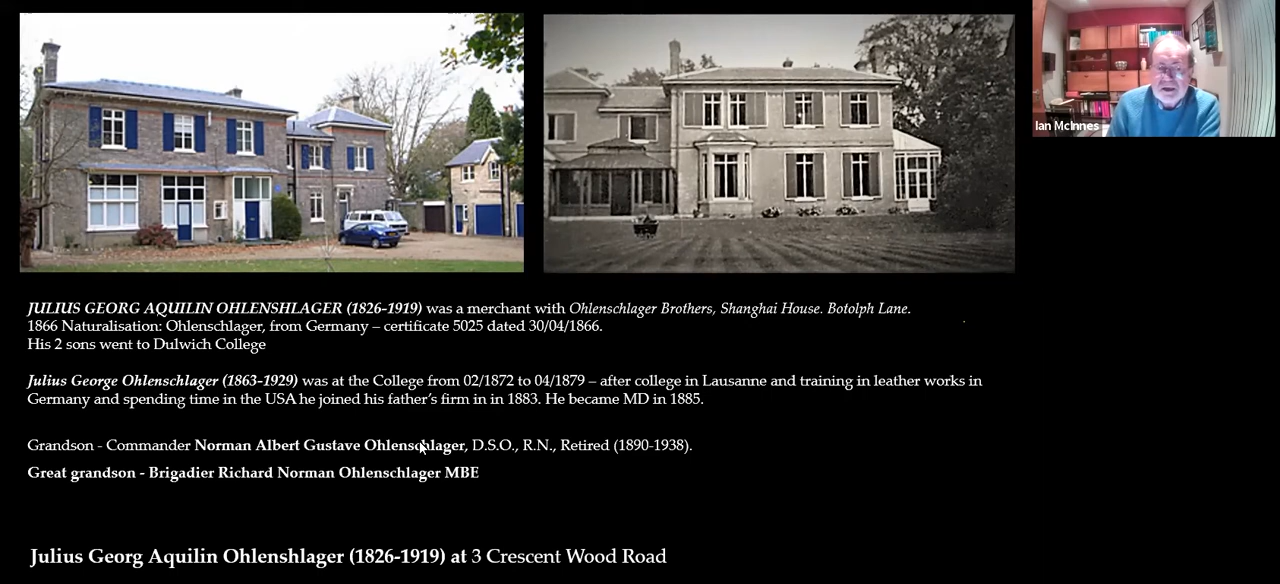 Ian McInnes
JULIUS GEORG AQUILIN OHLENSHLAGER (1826-1919) was a merchant with Ohlenschlager Brothers, Shanghai House. Botolph Lane.
1866 Naturalisation: Ohlenschlager, from Germany – certificate 5025 dated 30/04/1866.
His 2 sons went to Dulwich College
Julius George Ohlenschlager (1863-1929) was at the College from 02/1872 to 04/1879 – after college in Lausanne and training in leather works in
Germany and spending time in the USA he joined his father's firm in in 1883. He became MD in 1885.
Grandson - Commander Norman Albert Gustave Ohlenschlager, D.S.O., R.N., Retired (1890-1938).
Great grandson - Brigadier Richard Norman Ohlenschlager MBE
Julius Georg Aquilin Ohlenshlager (1826-1919) at 3 Crescent Wood Road